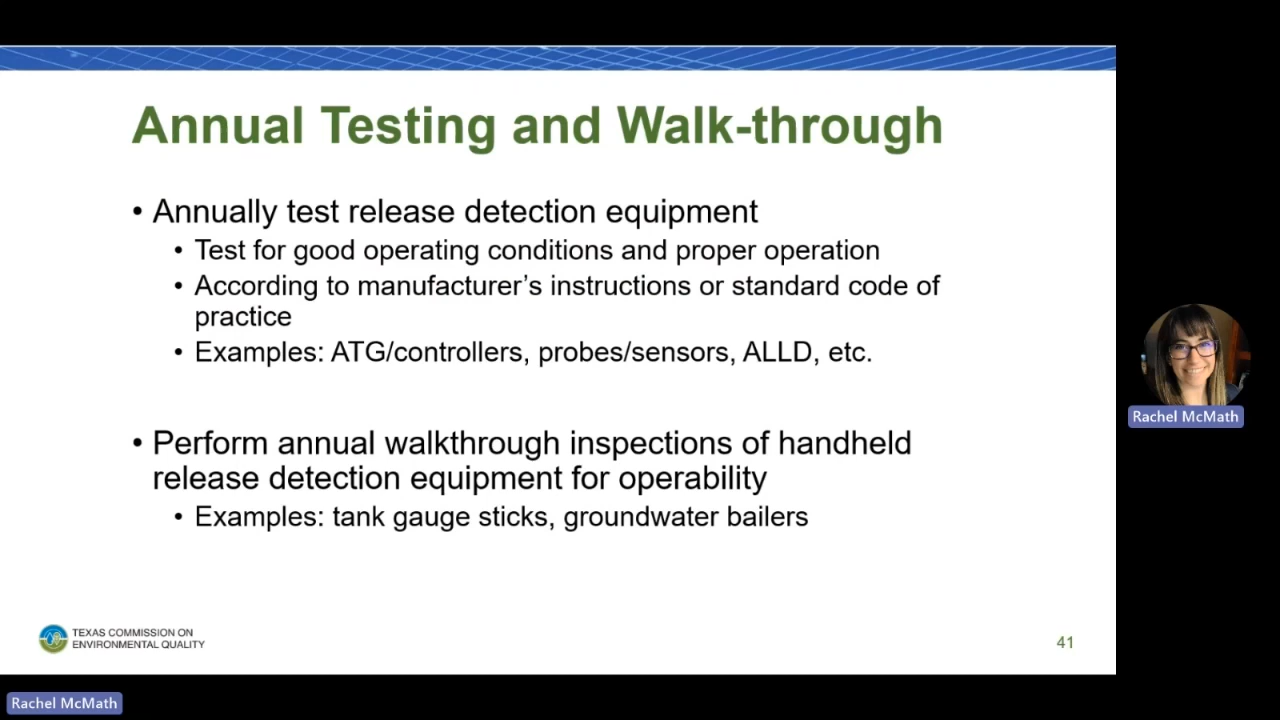 Annual Testing and Walk-through
• Annually test release detection equipment
• Test for good operating conditions and proper operation
• According to manufacturer's instructions or standard code of
practice
• Examples: ATG/controllers, probes/sensors, ALLD, etc.
• Perform annual walkthrough inspections of handheld
release detection equipment for operability
• Examples: tank gauge sticks, groundwater bailers
TEXAS COMMISSION ON
ENVIRONMENTAL QUALITY
41
Rachel McMath
Rachel McMath